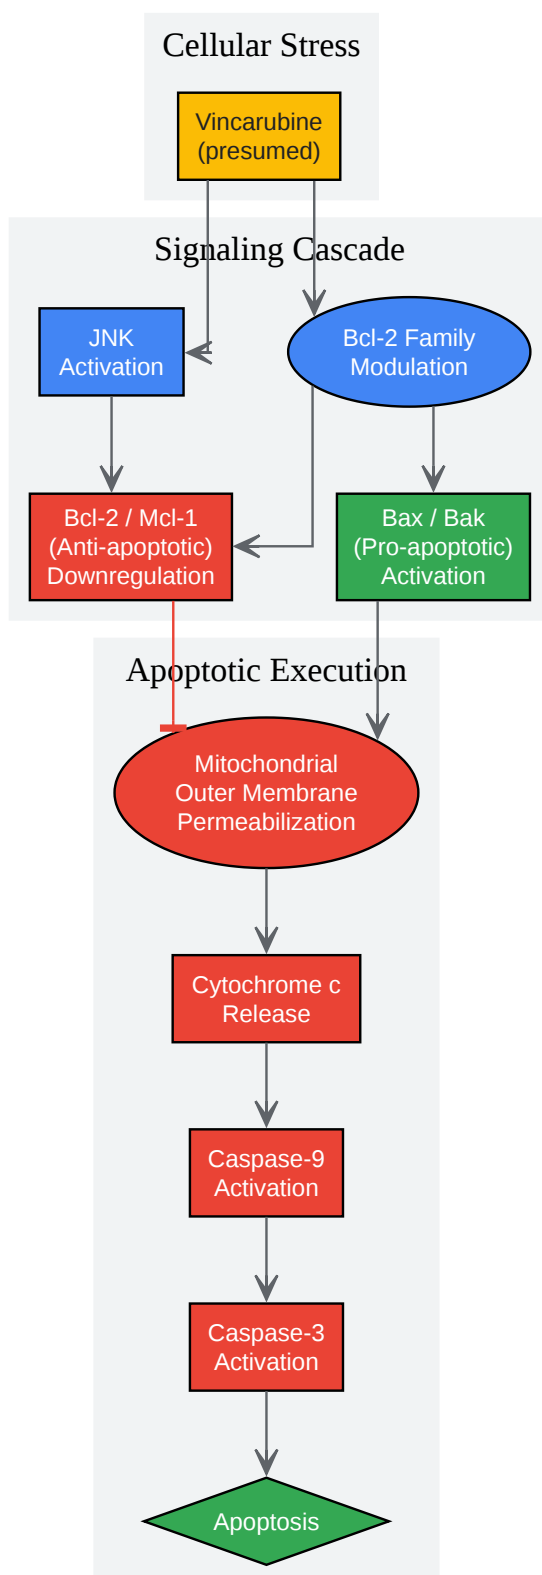 Cellular Stress
Vincarubine
(presumed)
Signaling Cascade
JNK
Activation
Bcl-2 Family
Modulation
Bcl-2 / Mcl-1
(Anti-apoptotic)
Downregulation
Bax / Bak
(Pro-apoptotic)
Activation
Apoptotic Execution
Mitochondrial
Outer Membrane
Permeabilization
Cytochrome c
Release
Caspase-9
Activation
Caspase-3
Activation
Apoptosis